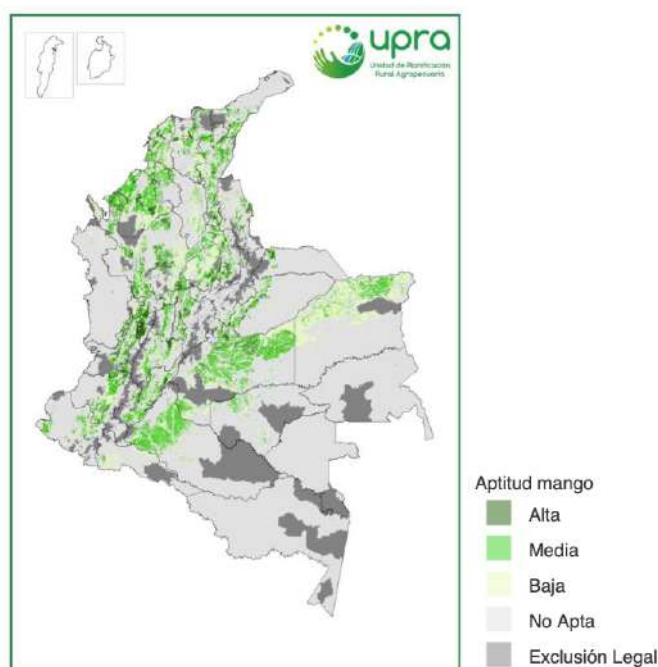 upra
Unidad de Planificación
Rural Agropecuaria
Aptitud mango
Alta
Media
Baja
No Apta
Exclusión Legal